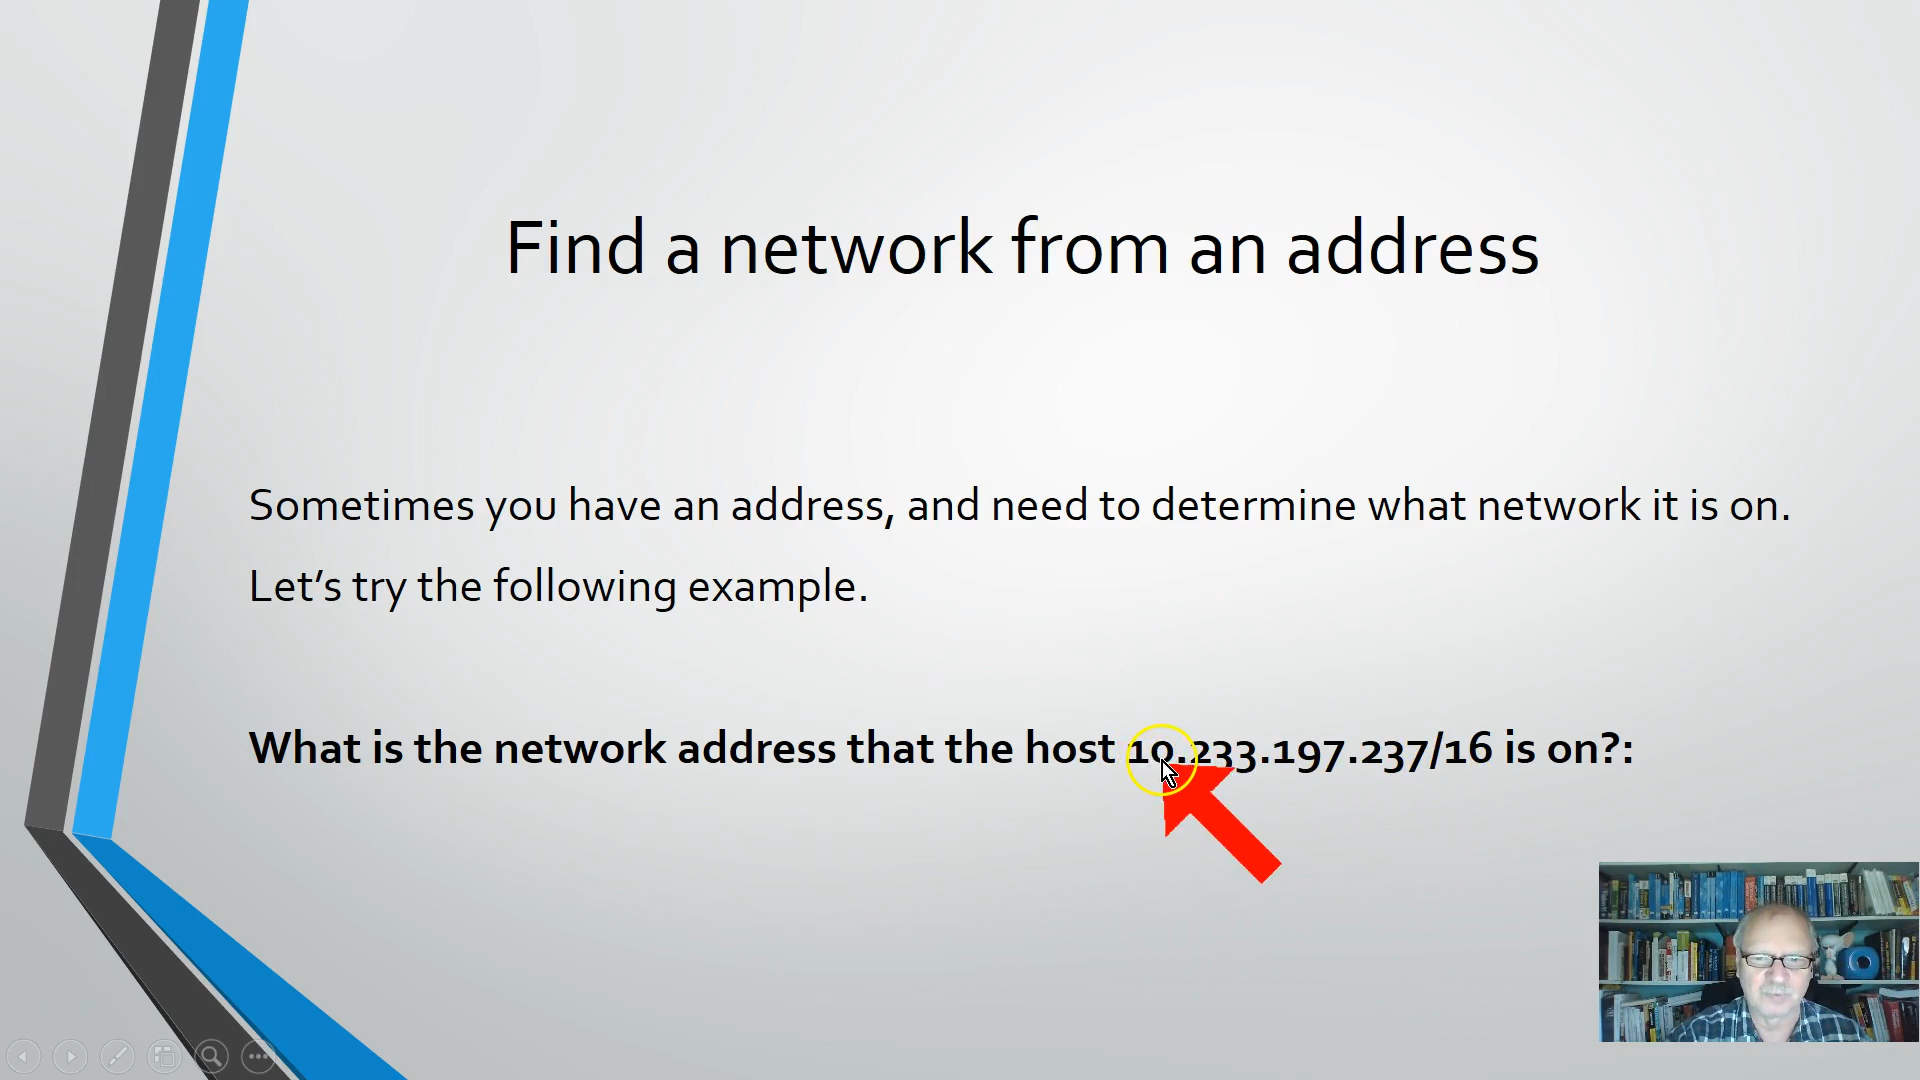 Find a network from an address
Sometimes you have an address, and need to determine what network it is on.
Let’s try the following example.
What is the network address that the host 10.233.197.237/16 is on?: